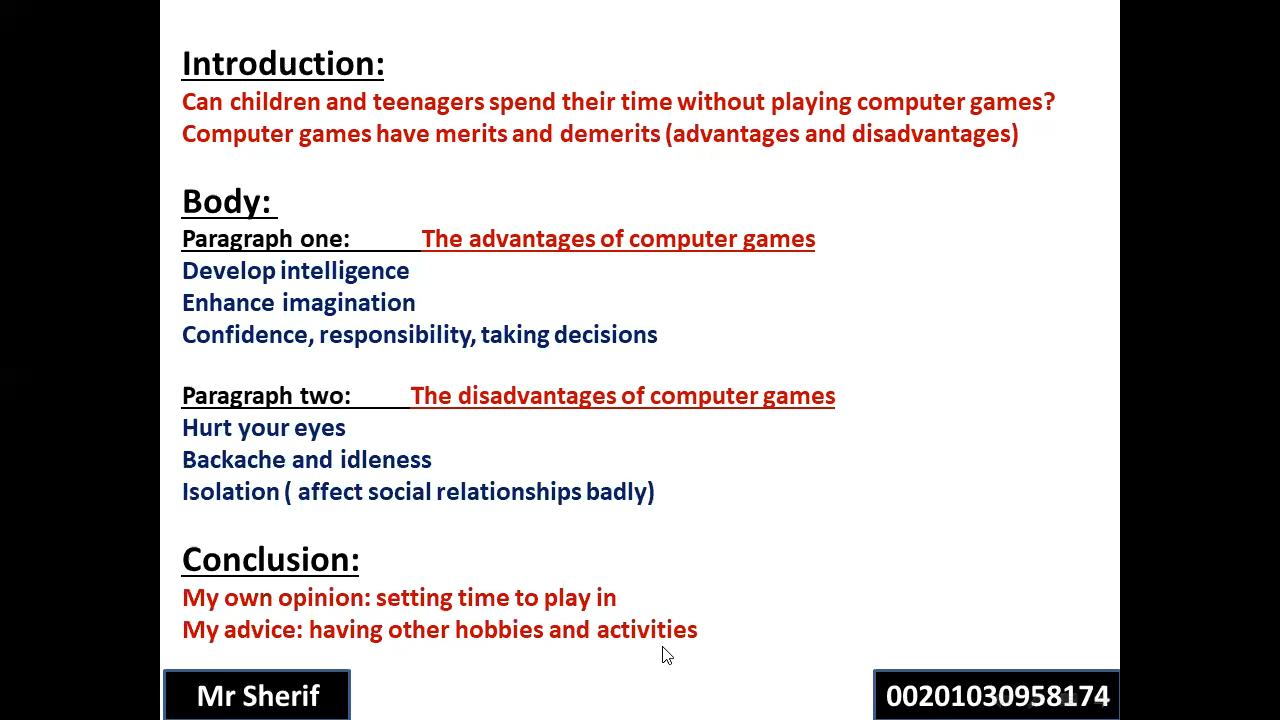 Introduction:
Can children and teenagers spend their time without playing computer games?
Computer games have merits and demerits (advantages and disadvantages)
Body:
Paragraph one: The advantages of computer games
Develop intelligence
Enhance imagination
Confidence, responsibility, taking decisions
Paragraph two: The disadvantages of computer games
Hurt your eyes
Backache and idleness
Isolation ( affect social relationships badly)
Conclusion:
My own opinion: setting time to play in
My advice: having other hobbies and activities
Mr Sherif
00201030958174